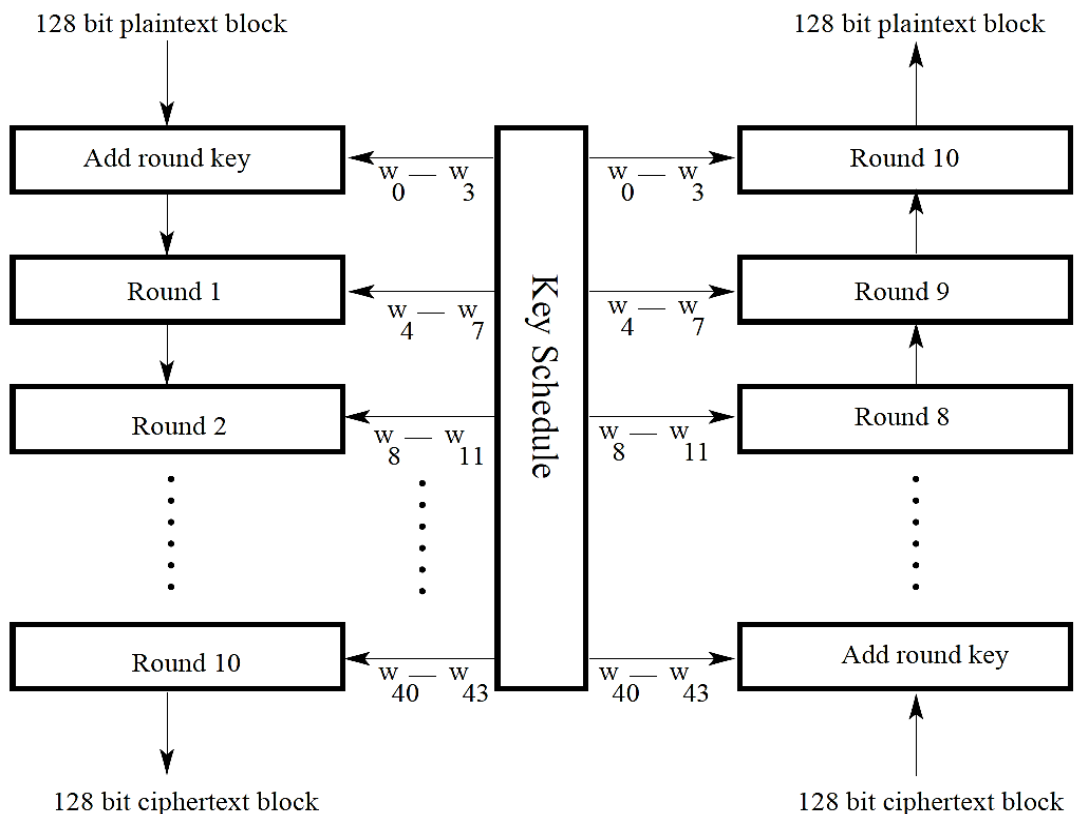 128 bit plaintext block
128 bit plaintext block
Add round key
w0 — w3
w0 — w3
Round 10
Round 1
w4 — w7
Key Schedule
w4 — w7
Round 9
Round 2
w8 — w11
w8 — w11
Round 8
Round 10
w40 — w43
w40 — w43
Add round key
128 bit ciphertext block
128 bit ciphertext block